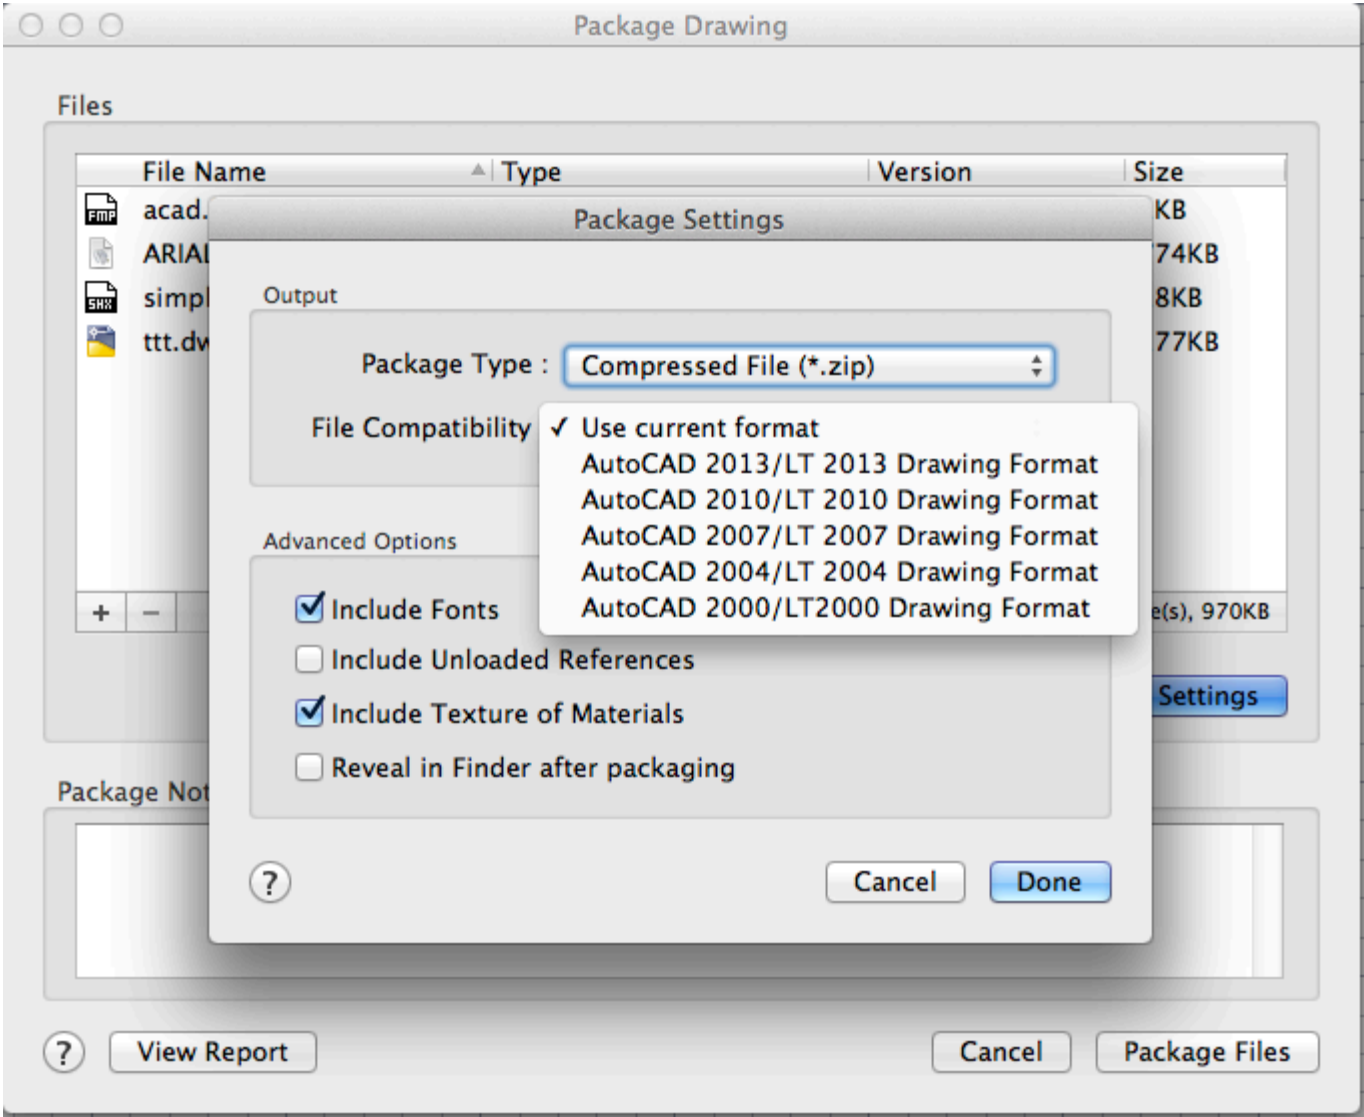 Package Drawing
Files
File Name Type Version Size
FMP acad. KB
ARIAL 74KB
SHX simpl 8KB
ttt.dw 77KB
Package Settings
Output
Package Type : Compressed File (*.zip)
File Compatibility ✓ Use current format
AutoCAD 2013/LT 2013 Drawing Format
AutoCAD 2010/LT 2010 Drawing Format
AutoCAD 2007/LT 2007 Drawing Format
AutoCAD 2004/LT 2004 Drawing Format
AutoCAD 2000/LT2000 Drawing Format
Advanced Options
Include Fonts
Include Unloaded References
Include Texture of Materials
Reveal in Finder after packaging
+ − e(s), 970KB
Settings
? Cancel Done
Package Not
? View Report Cancel Package Files